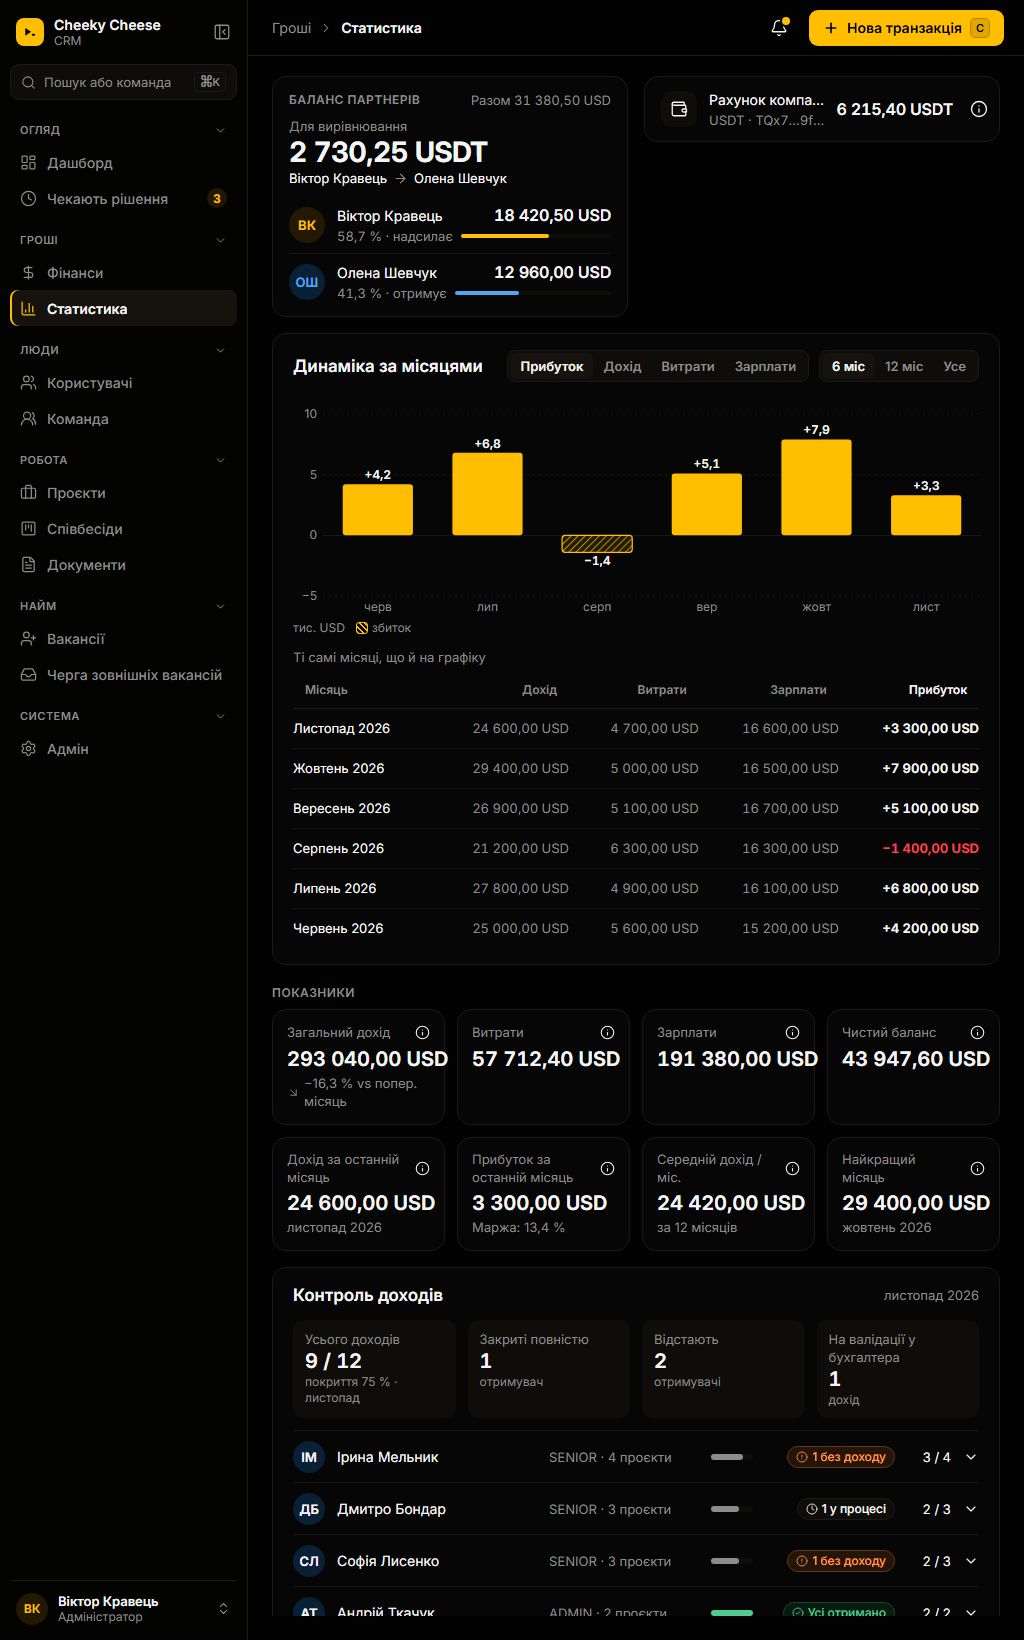 Cheeky Cheese
CRM
Пошук або команда
⌘K
ОГЛЯД
Дашборд
Чекають рішення
3
ГРОШІ
Фінанси
Статистика
ЛЮДИ
Користувачі
Команда
РОБОТА
Проєкти
Співбесіди
Документи
НАЙМ
Вакансії
Черга зовнішніх вакансій
СИСТЕМА
Адмін
ВК
Віктор Кравець
Адміністратор
Гроші
Статистика
Нова транзакція
C
БАЛАНС ПАРТНЕРІВ
Разом 31 380,50 USD
Для вирівнювання
2 730,25 USDT
Віктор Кравець → Олена Шевчук
ВК
Віктор Кравець
18 420,50 USD
58,7 % · надсилає
ОШ
Олена Шевчук
12 960,00 USD
41,3 % · отримує
Рахунок компа...
USDT · TQx7...9f...
6 215,40 USDT
Динаміка за місяцями
Прибуток Дохід Витрати Зарплати
6 міс 12 міс Усе
10
5
0
−5
+4,2
+6,8
−1,4
+5,1
+7,9
+3,3
черв лип серп вер жовт лист
тис. USD збиток
Ті самі місяці, що й на графіку
Місяць Дохід Витрати Зарплати Прибуток
Листопад 2026 24 600,00 USD 4 700,00 USD 16 600,00 USD +3 300,00 USD
Жовтень 2026 29 400,00 USD 5 000,00 USD 16 500,00 USD +7 900,00 USD
Вересень 2026 26 900,00 USD 5 100,00 USD 16 700,00 USD +5 100,00 USD
Серпень 2026 21 200,00 USD 6 300,00 USD 16 300,00 USD −1 400,00 USD
Липень 2026 27 800,00 USD 4 900,00 USD 16 100,00 USD +6 800,00 USD
Червень 2026 25 000,00 USD 5 600,00 USD 15 200,00 USD +4 200,00 USD
ПОКАЗНИКИ
Загальний дохід
293 040,00 USD
−16,3 % vs попер.
місяць
Витрати
57 712,40 USD
Зарплати
191 380,00 USD
Чистий баланс
43 947,60 USD
Дохід за останній
місяць
24 600,00 USD
листопад 2026
Прибуток за
останній місяць
3 300,00 USD
Маржа: 13,4 %
Середній дохід /
міс.
24 420,00 USD
за 12 місяців
Найкращий
місяць
29 400,00 USD
жовтень 2026
Контроль доходів
листопад 2026
Усього доходів
9 / 12
покриття 75 % ·
листопад
Закриті повністю
1
отримувач
Відстають
2
отримувачі
На валідації у
бухгалтера
1
дохід
ІМ Ірина Мельник SENIOR · 4 проєкти 1 без доходу 3 / 4
ДБ Дмитро Бондар SENIOR · 3 проєкти 1 у процесі 2 / 3
СЛ Софія Лисенко SENIOR · 3 проєкти 1 без доходу 2 / 3
АТ Андрій Ткачук ADMIN · 2 проєкти Усі отримано 2 / 2